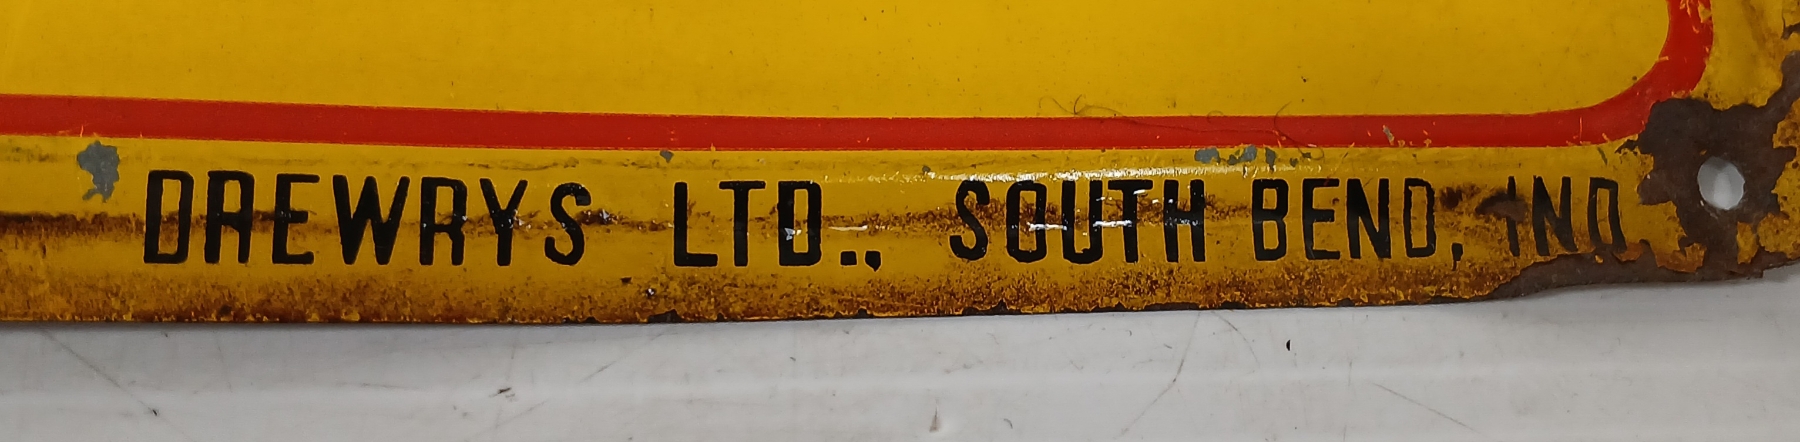 DREWRYS LTD., SOUTH BEND, IND.